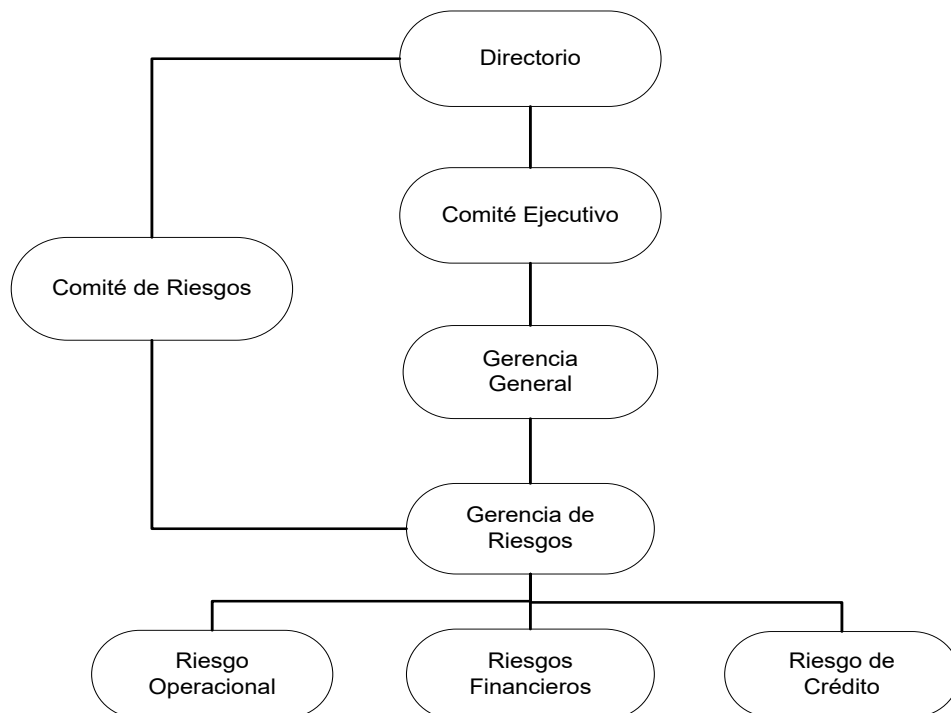 Directorio
Comité Ejecutivo
Comité de Riesgos
Gerencia
General
Gerencia de
Riesgos
Riesgo
Operacional
Riesgos
Financieros
Riesgo de
Crédito